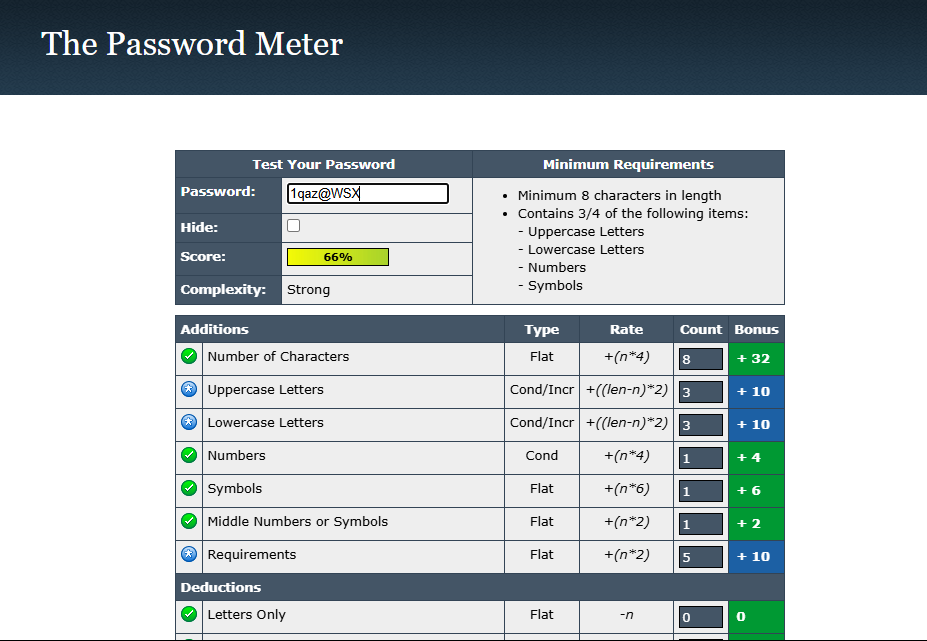 The Password Meter
Test Your Password
Minimum Requirements
Password: 1qaz@WSX
Hide:
Score: 66%
Complexity: Strong
• Minimum 8 characters in length
• Contains 3/4 of the following items:
- Uppercase Letters
- Lowercase Letters
- Numbers
- Symbols
Additions Type Rate Count Bonus
Number of Characters Flat +(n*4) 8 + 32
Uppercase Letters Cond/Incr +((len-n)*2) 3 + 10
Lowercase Letters Cond/Incr +((len-n)*2) 3 + 10
Numbers Cond +(n*4) 1 + 4
Symbols Flat +(n*6) 1 + 6
Middle Numbers or Symbols Flat +(n*2) 1 + 2
Requirements Flat +(n*2) 5 + 10
Deductions
Letters Only Flat -n 0 0